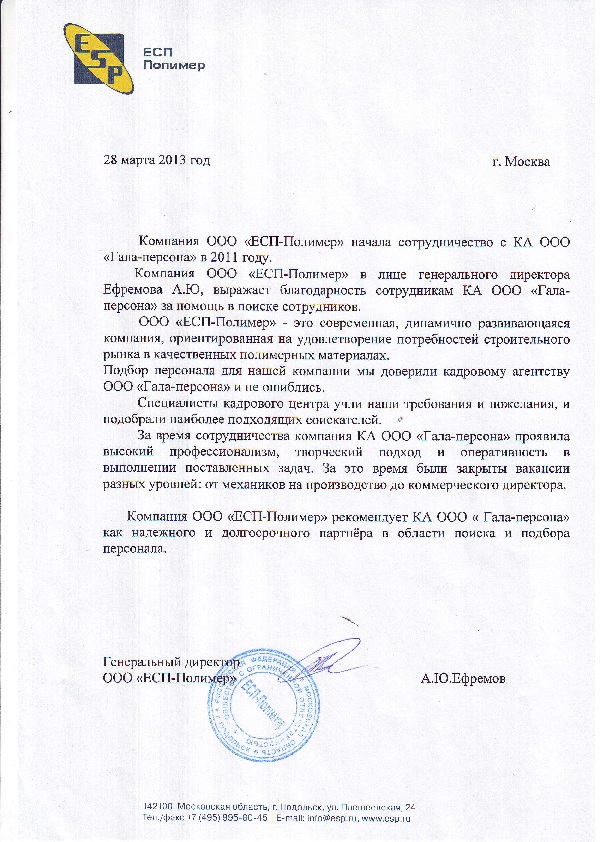 ESP
ЕСП
Полимер
28 марта 2013 год г. Москва
Компания ООО «ЕСП-Полимер» начала сотрудничество с КА ООО
«Гала-персона» в 2011 году.
Компания ООО «ЕСП-Полимер» в лице генерального директора
Ефремова А.Ю, выражает благодарность сотрудникам КА ООО «Гала-
персона» за помощь в поиске сотрудников.
ООО «ЕСП-Полимер» - это современная, динамично развивающаяся
компания, ориентированная на удовлетворение потребностей строительного
рынка в качественных полимерных материалах.
Подбор персонала для нашей компании мы доверили кадровому агентству
ООО «Гала-персона» и не ошиблись.
Специалисты кадрового центра учли наши требования и пожелания, и
подобрали наиболее подходящих соискателей.
За время сотрудничества компания КА ООО «Гала-персона» проявила
высокий профессионализм, творческий подход и оперативность в
выполнении поставленных задач. За это время были закрыты вакансии
разных уровней: от механиков на производство до коммерческого директора.
Компания ООО «ЕСП-Полимер» рекомендует КА ООО « Гала-персона»
как надежного и долгосрочного партнёра в области поиска и подбора
персонала.
Генеральный директор
ООО «ЕСП-Полимер» А.Ю.Ефремов
ЕСП-Полимер
142100 Московская область, г. Подольск, ул. Плещеевская, 24
Тел./факс +7 (495) 995-80-45 E-mail: info@esp.ru, www.esp.ru